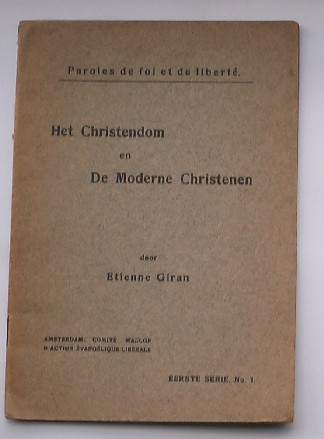 Paroles de foi et de liberté.
Het Christendom
en
De Moderne Christenen
door
Etienne Giran
AMSTERDAM. COMITÉ WALLON
D'ACTION ÉVANGÉLIQUE LIBÉRALE
EERSTE SERIE, No. 1.